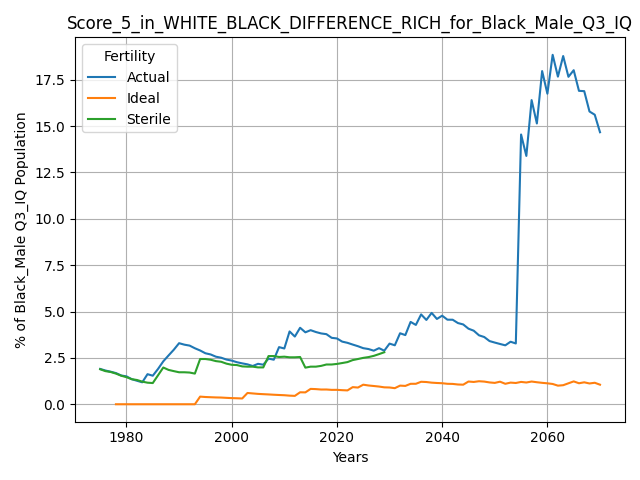 Score_5_in_WHITE_BLACK_DIFFERENCE_RICH_for_Black_Male_Q3_IQ
Fertility
Actual
Ideal
Sterile
% of Black_Male Q3_IQ Population
17.5
15.0
12.5
10.0
7.5
5.0
2.5
0.0
1980
2000
2020
2040
2060
Years